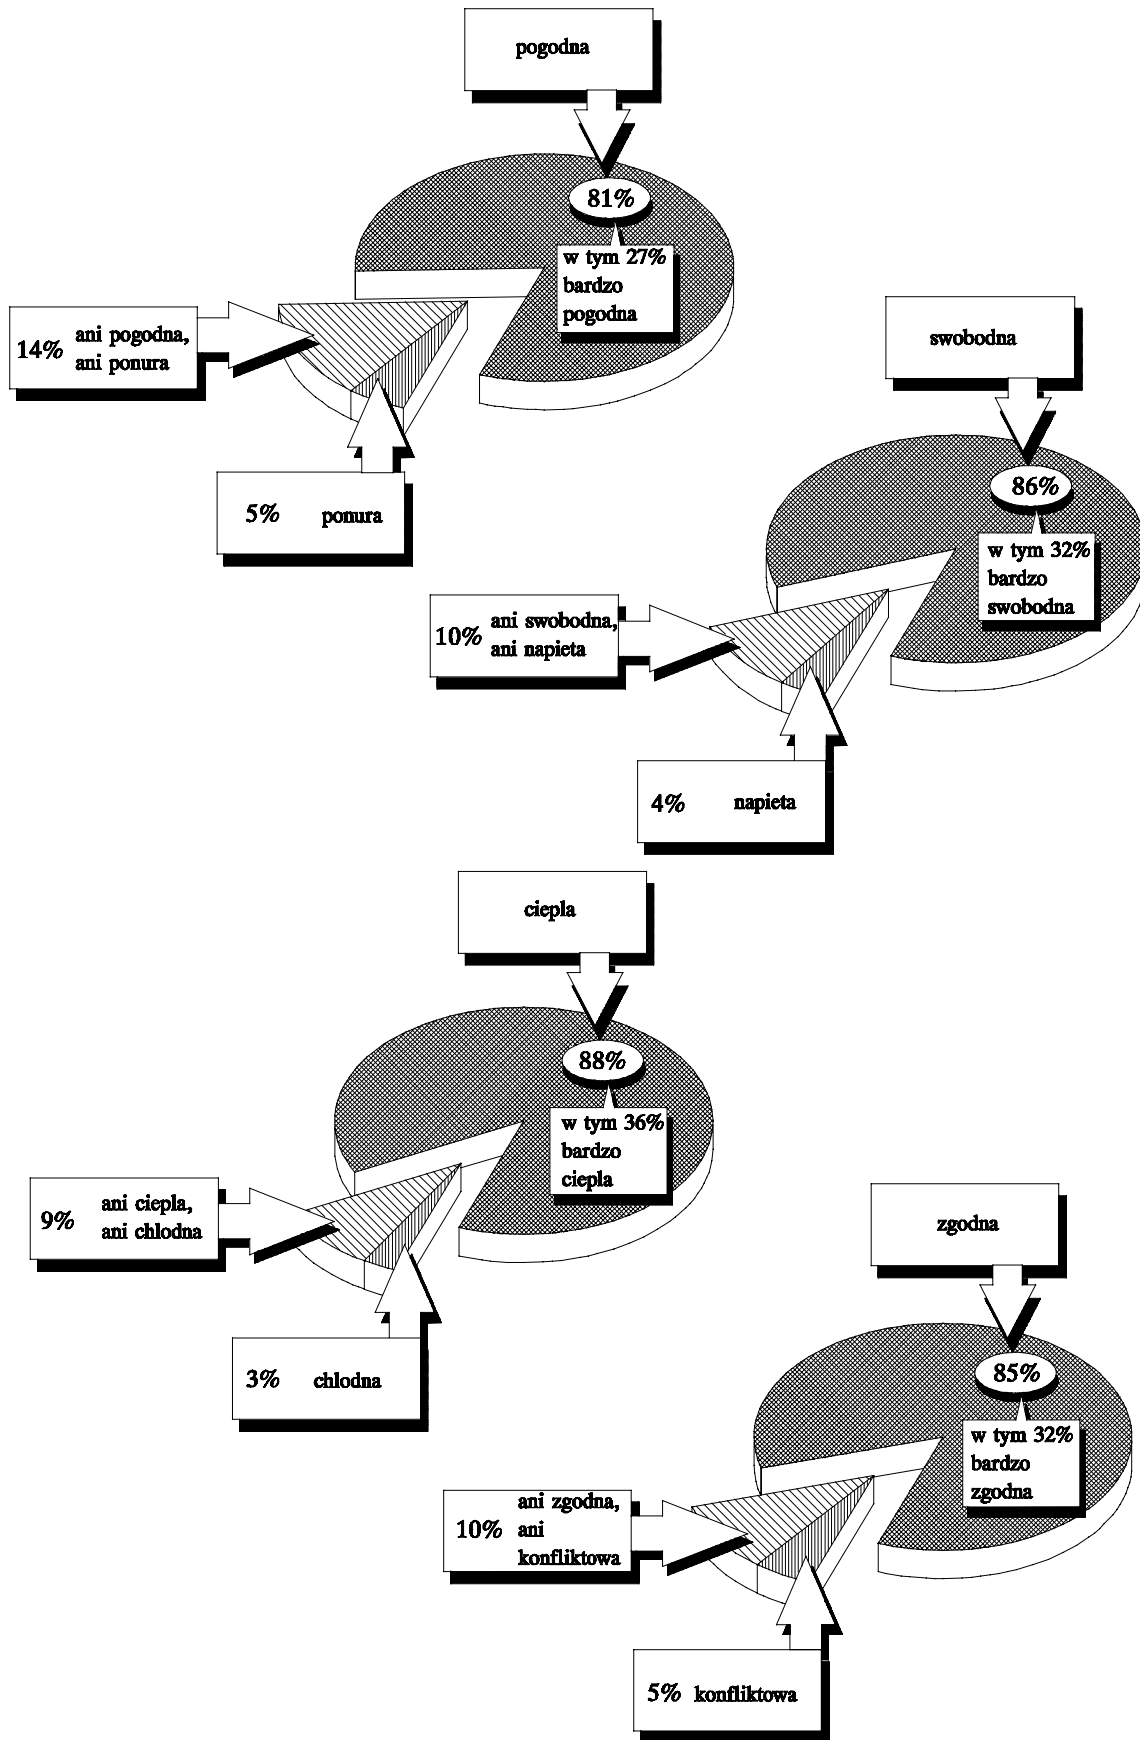 pogodna
81%
w tym 27%
bardzo
pogodna
14% ani pogodna,
ani ponura
5% ponura
swobodna
86%
w tym 32%
bardzo
swobodna
10% ani swobodna,
ani napieta
4% napieta
ciepla
88%
w tym 36%
bardzo
ciepla
9% ani ciepla,
ani chlodna
3% chlodna
zgodna
85%
w tym 32%
bardzo
zgodna
10% ani zgodna,
ani
konfliktowa
5% konfliktowa